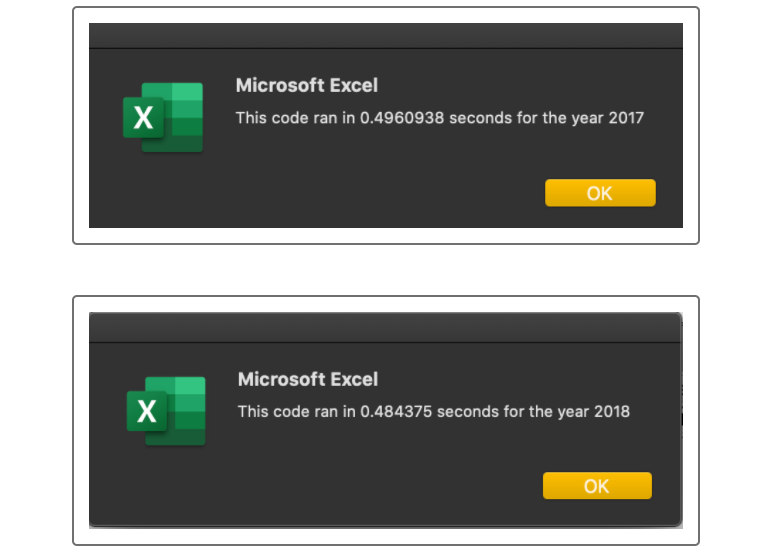 Microsoft Excel
X
This code ran in 0.4960938 seconds for the year 2017
OK
Microsoft Excel
X
This code ran in 0.484375 seconds for the year 2018
OK